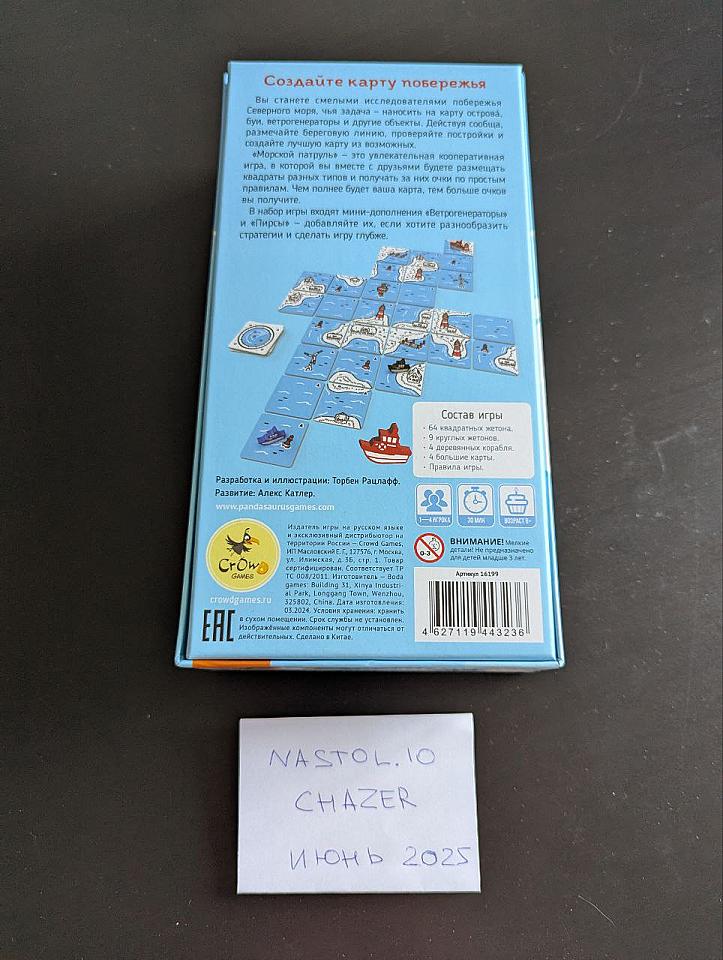 Создайте карту побережья
Вы станете смелыми исследователями побережья
Северного моря, чья задача – наносить на карту острова,
буи, ветрогенераторы и другие объекты. Действуя сообща,
размечайте береговую линию, проверяйте постройки и
создайте лучшую карту из возможных.
«Морской патруль» – это увлекательная кооперативная
игра, в которой вы вместе с друзьями будете размещать
квадраты разных типов и получать за них очки по простым
правилам. Чем полнее будет ваша карта, тем больше очков
вы получите.
В набор игры входят мини-дополнения «Ветрогенераторы»
и «Пирсы» – добавляйте их, если хотите разнообразить
стратегии и сделать игру глубже.
Состав игры
• 64 квадратных жетона.
• 9 круглых жетонов.
• 4 деревянных корабля.
• 4 большие карты.
• Правила игры.
Разработка и иллюстрации: Торбен Рацлафф.
Развитие: Алекс Катлер.
www.pandasaurusgames.com
1—4 ИГРОКА
30 МИН
ВОЗРАСТ 8+
CrowD
GAMES
crowdgames.ru
Издатель игры на русском языке
и эксклюзивный дистрибьютор на
территории России — Crowd Games,
ИП Масловский Е. Г., 127576, г. Москва,
ул. Илимская, д. 3Б, стр. 1. Товар
сертифицирован. Соответствует ТР
ТС 008/2011. Изготовитель — Boda
games: Building 31, Xinya Industri-
al Park, Longgang Town, Wenzhou,
325802, China. Дата изготовления:
03.2024. Условия хранения: хранить
в сухом помещении. Срок службы не установлен.
Изображённые компоненты могут отличаться от
действительных. Сделано в Китае.
EAC
0-3
ВНИМАНИЕ! Мелкие
детали! Не предназначено
для детей младше 3 лет.
Артикул 16199
4 627119 443236
NASTOL.IO
CHAZER
ИЮНЬ 2025